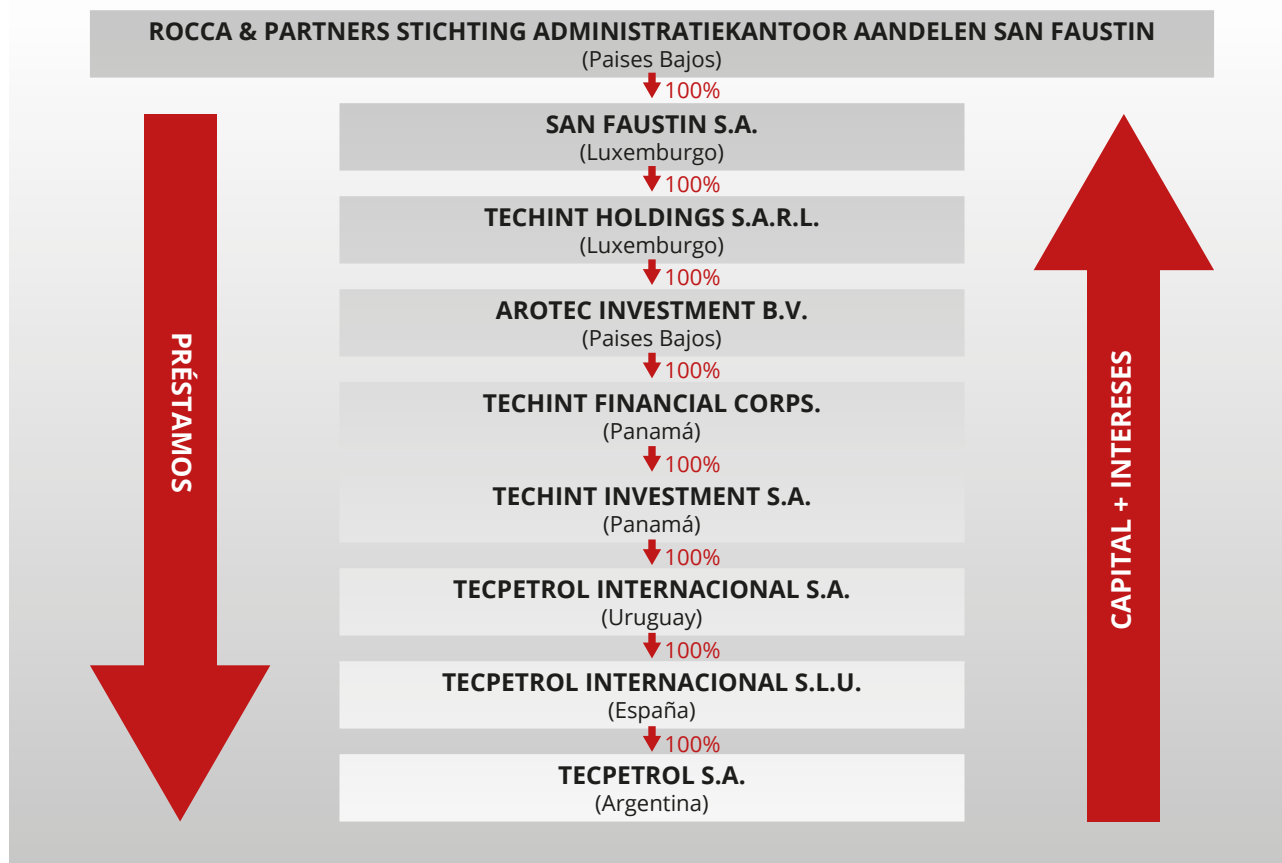 ROCCA & PARTNERS STICHTING ADMINISTRATIEKANTOOR AANDELEN SAN FAUSTIN
(Paises Bajos)
100%
SAN FAUSTIN S.A.
(Luxemburgo)
100%
TECHINT HOLDINGS S.A.R.L.
(Luxemburgo)
100%
AROTEC INVESTMENT B.V.
(Paises Bajos)
100%
TECHINT FINANCIAL CORPS.
(Panamá)
100%
TECHINT INVESTMENT S.A.
(Panamá)
100%
TECPETROL INTERNACIONAL S.A.
(Uruguay)
100%
TECPETROL INTERNACIONAL S.L.U.
(España)
100%
TECPETROL S.A.
(Argentina)
PRÉSTAMOS
CAPITAL + INTERESES